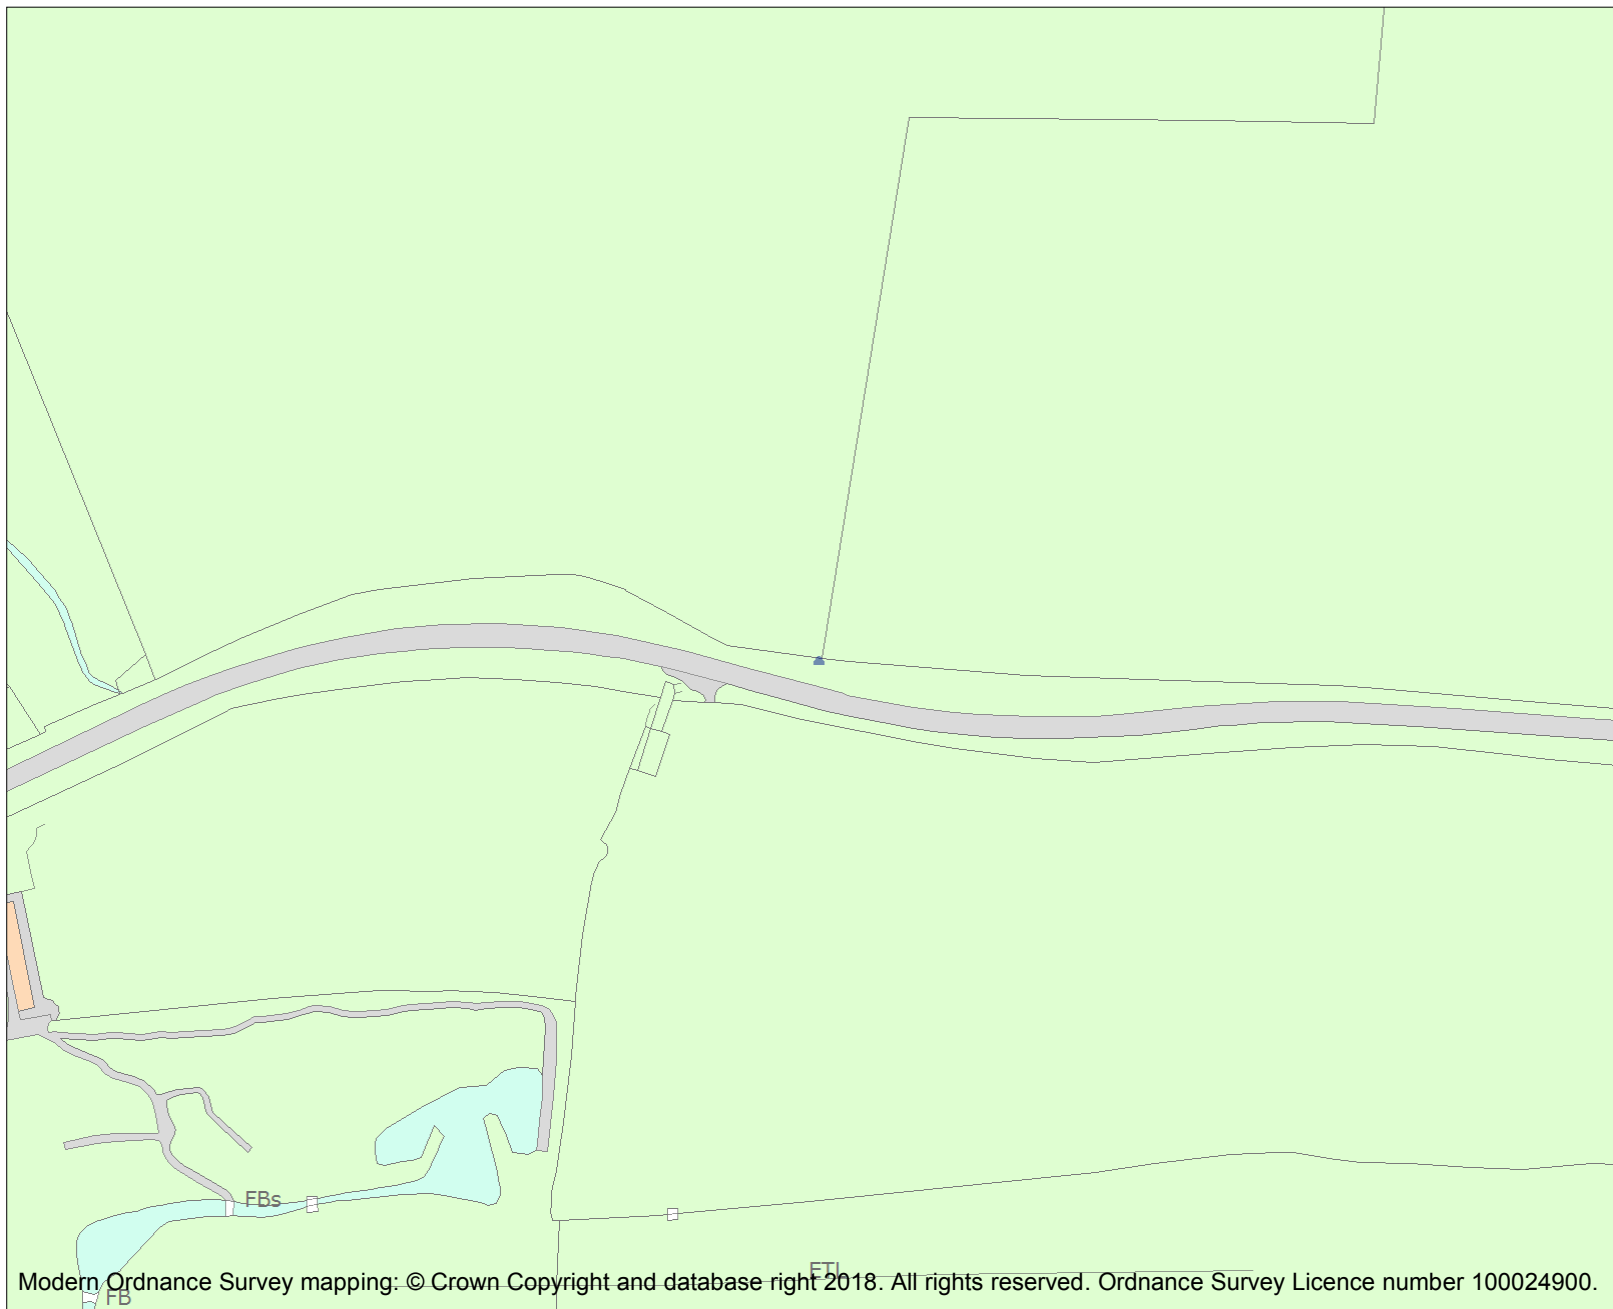 FBs
ETL
Modern Ordnance Survey mapping: © Crown Copyright and database right 2018. All rights reserved. Ordnance Survey Licence number 100024900.
FB